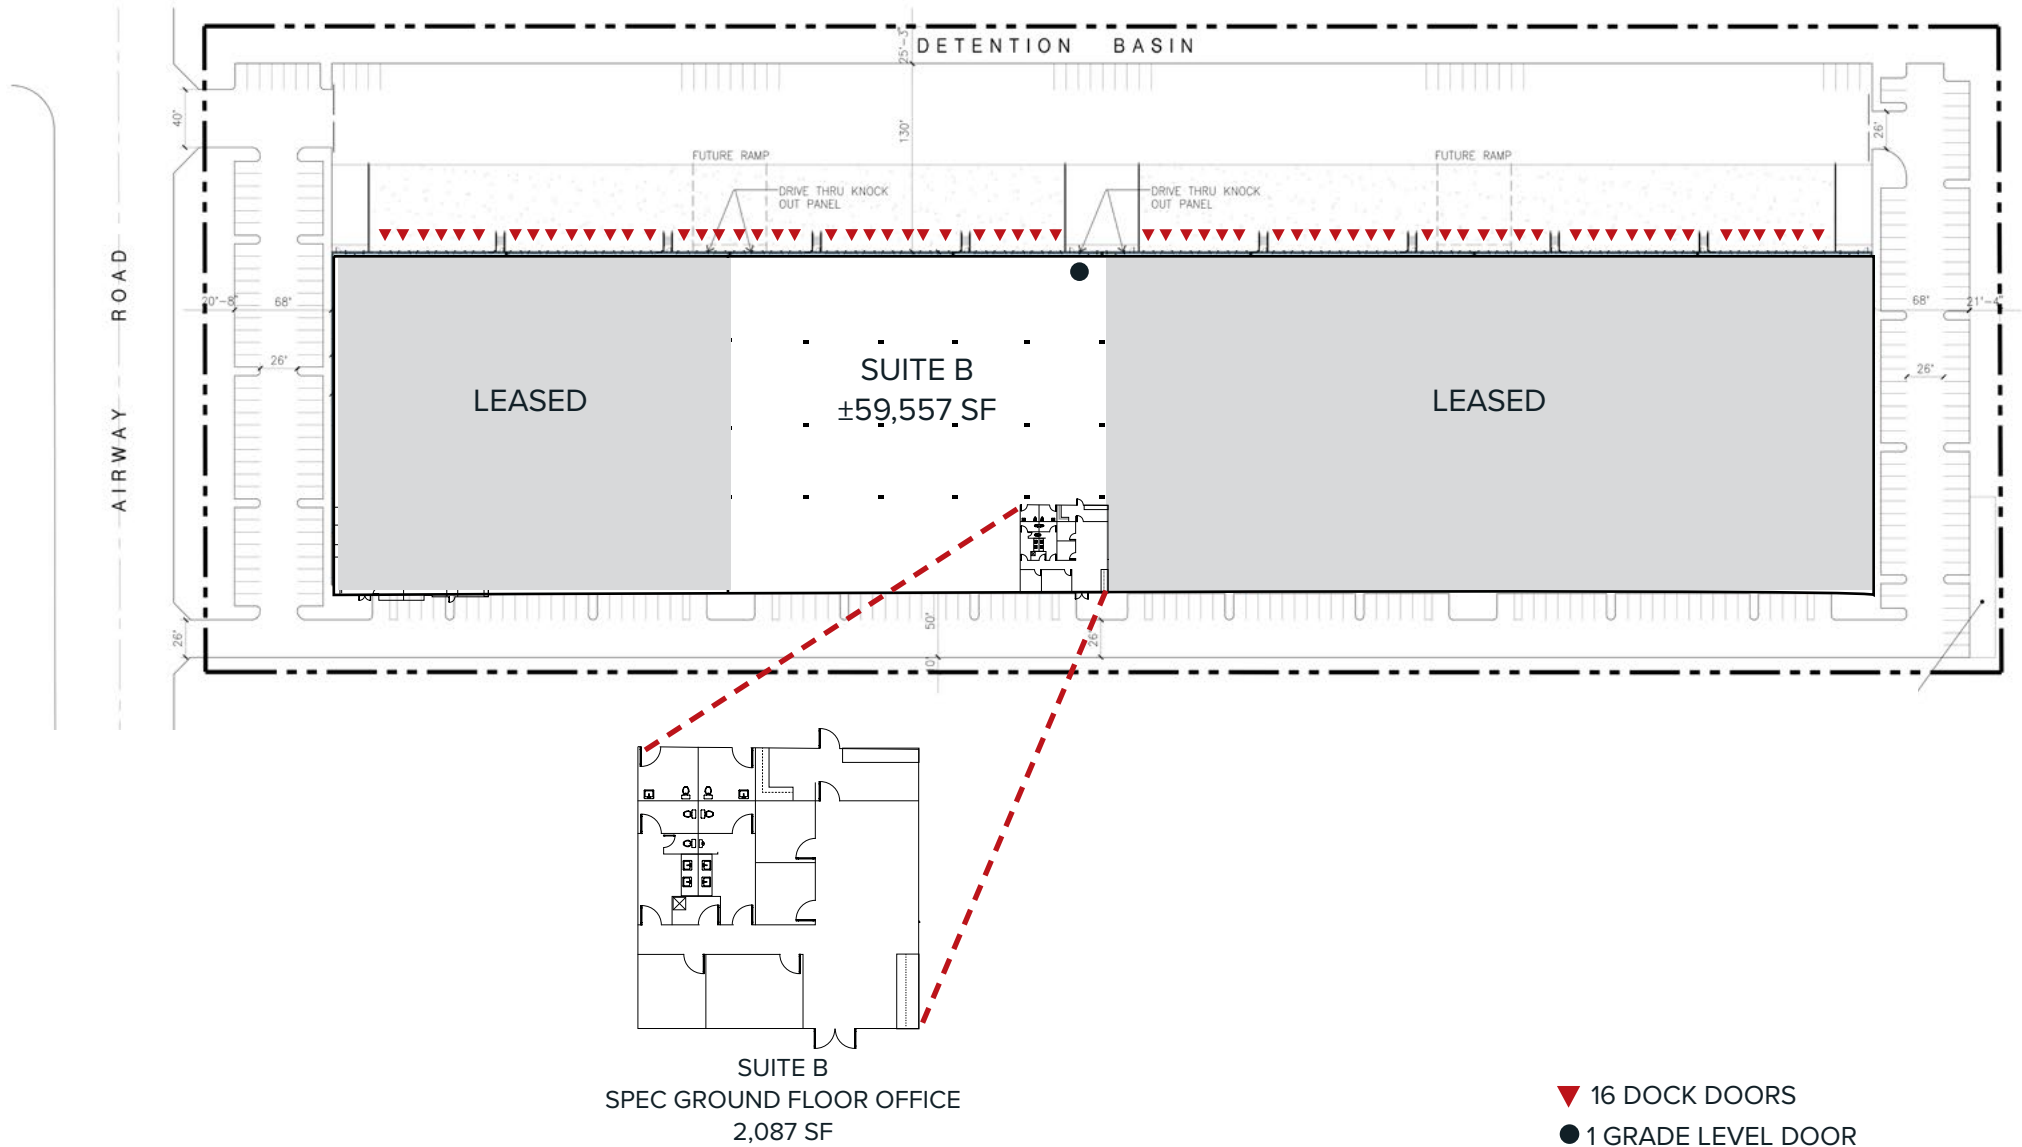 DETENTION BASIN
25'-3"
40'
130'
26'
FUTURE RAMP
FUTURE RAMP
DRIVE THRU KNOCK
OUT PANEL
DRIVE THRU KNOCK
OUT PANEL
AIRWAY ROAD
20'-8"
68'
68'
21'-4"
26'
26'
LEASED
SUITE B
±59,557 SF
LEASED
26'
50'
26'
SUITE B
SPEC GROUND FLOOR OFFICE
2,087 SF
16 DOCK DOORS
1 GRADE LEVEL DOOR